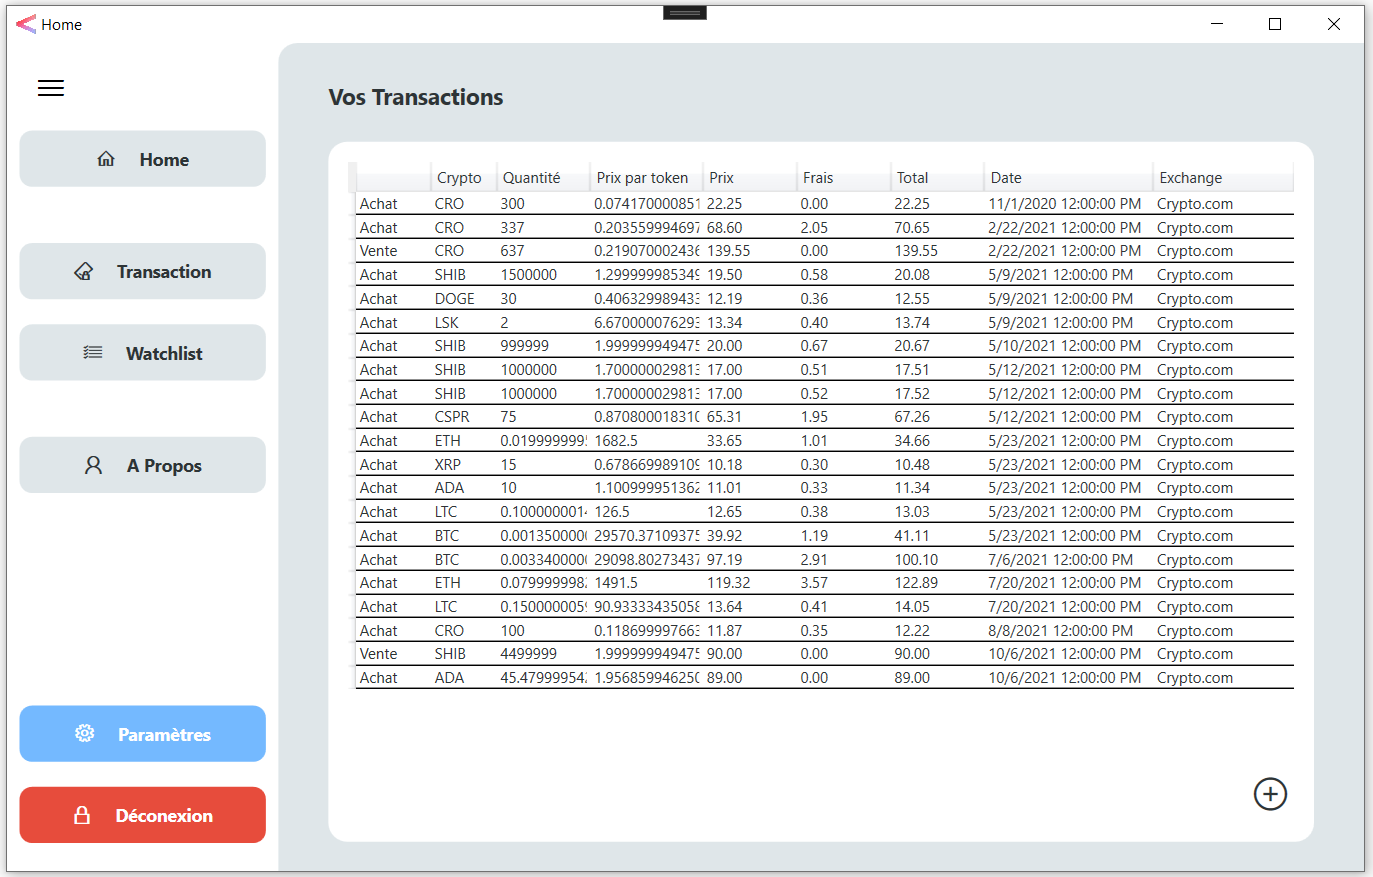 Home
Vos Transactions
Home
Transaction
Watchlist
A Propos
Paramètres
Déconexion
Crypto Quantité Prix par token Prix Frais Total Date Exchange
Achat CRO 300 0.074170000851 22.25 0.00 22.25 11/1/2020 12:00:00 PM Crypto.com
Achat CRO 337 0.203559994697 68.60 2.05 70.65 2/22/2021 12:00:00 PM Crypto.com
Vente CRO 637 0.219070002436 139.55 0.00 139.55 2/22/2021 12:00:00 PM Crypto.com
Achat SHIB 1500000 1.299999985349 19.50 0.58 20.08 5/9/2021 12:00:00 PM Crypto.com
Achat DOGE 30 0.406329989433 12.19 0.36 12.55 5/9/2021 12:00:00 PM Crypto.com
Achat LSK 2 6.670000076293 13.34 0.40 13.74 5/9/2021 12:00:00 PM Crypto.com
Achat SHIB 999999 1.999999949475 20.00 0.67 20.67 5/10/2021 12:00:00 PM Crypto.com
Achat SHIB 1000000 1.700000029813 17.00 0.51 17.51 5/12/2021 12:00:00 PM Crypto.com
Achat SHIB 1000000 1.700000029813 17.00 0.52 17.52 5/12/2021 12:00:00 PM Crypto.com
Achat CSPR 75 0.870800018310 65.31 1.95 67.26 5/12/2021 12:00:00 PM Crypto.com
Achat ETH 0.0199999995 1682.5 33.65 1.01 34.66 5/23/2021 12:00:00 PM Crypto.com
Achat XRP 15 0.678669989109 10.18 0.30 10.48 5/23/2021 12:00:00 PM Crypto.com
Achat ADA 10 1.100999951362 11.01 0.33 11.34 5/23/2021 12:00:00 PM Crypto.com
Achat LTC 0.1000000014 126.5 12.65 0.38 13.03 5/23/2021 12:00:00 PM Crypto.com
Achat BTC 0.0013500000 29570.37109375 39.92 1.19 41.11 5/23/2021 12:00:00 PM Crypto.com
Achat BTC 0.0033400000 29098.80273437 97.19 2.91 100.10 7/6/2021 12:00:00 PM Crypto.com
Achat ETH 0.0799999982 1491.5 119.32 3.57 122.89 7/20/2021 12:00:00 PM Crypto.com
Achat LTC 0.1500000059 90.93333435058 13.64 0.41 14.05 7/20/2021 12:00:00 PM Crypto.com
Achat CRO 100 0.118699997663 11.87 0.35 12.22 8/8/2021 12:00:00 PM Crypto.com
Vente SHIB 4499999 1.999999949475 90.00 0.00 90.00 10/6/2021 12:00:00 PM Crypto.com
Achat ADA 45.479999542 1.956859946250 89.00 0.00 89.00 10/6/2021 12:00:00 PM Crypto.com